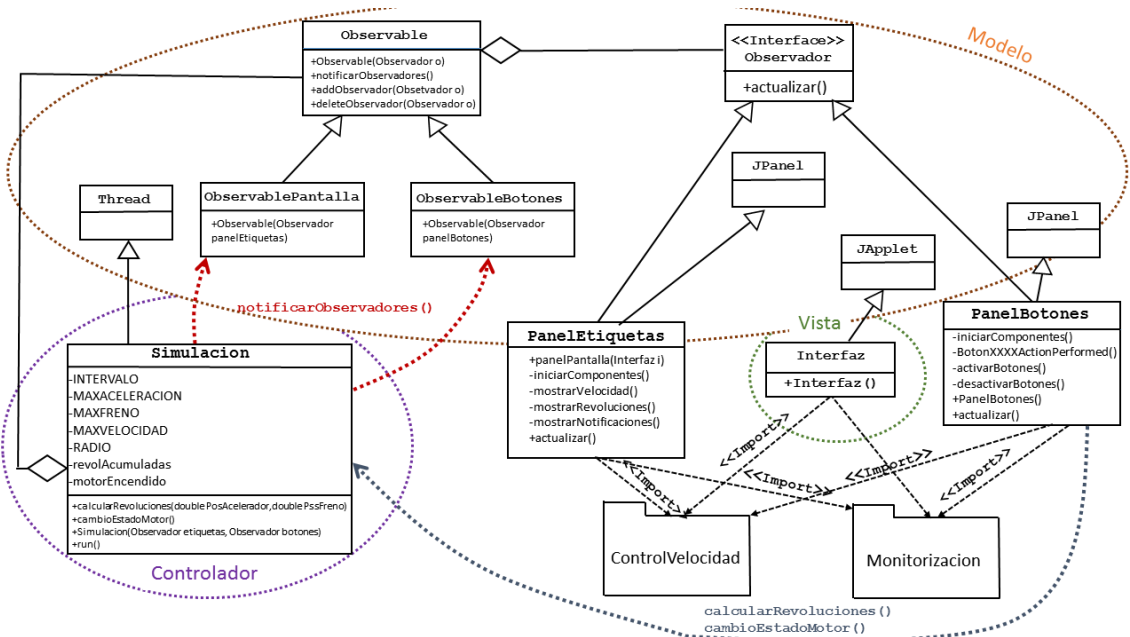 Observable
+Observable(Observador o)
+notificarObservadores()
+addObservador(Obsetvador o)
+deleteObservador(Observador o)
<<Interface>>
Observador
+actualizar()
Modelo
JPanel
Thread
ObservablePantalla
+Observable(Observador
panelEtiquetas)
ObservableBotones
+Observable(Observador
panelBotones)
JPanel
JApplet
notificarObservadores()
PanelEtiquetas
+panelPantalla(Interfaz i)
-iniciarComponentes()
-mostrarVelocidad()
-mostrarRevoluciones()
-mostrarNotificaciones()
+actualizar()
Vista
Interfaz
+Interfaz()
PanelBotones
-iniciarComponentes()
-BotonXXXXActionPerformed()
-activarBotones()
-desactivarBotones()
+PanelBotones()
+actualizar()
Simulacion
-INTERVALO
-MAXACELERACION
-MAXFRENO
-MAXVELOCIDAD
-RADIO
-revolAcumuladas
-motorEncendido
+calcularRevoluciones(double PosAcelerador,double PssFreno)
+cambioEstadoMotor()
+Simulacion(Observador etiquetas, Observador botones)
+run()
Controlador
<<Import>>
<<Import>>
<<Import>>
<<Import>>
<<Import>>
ControlVelocidad
Monitorizacion
calcularRevoluciones()
cambioEstadoMotor()